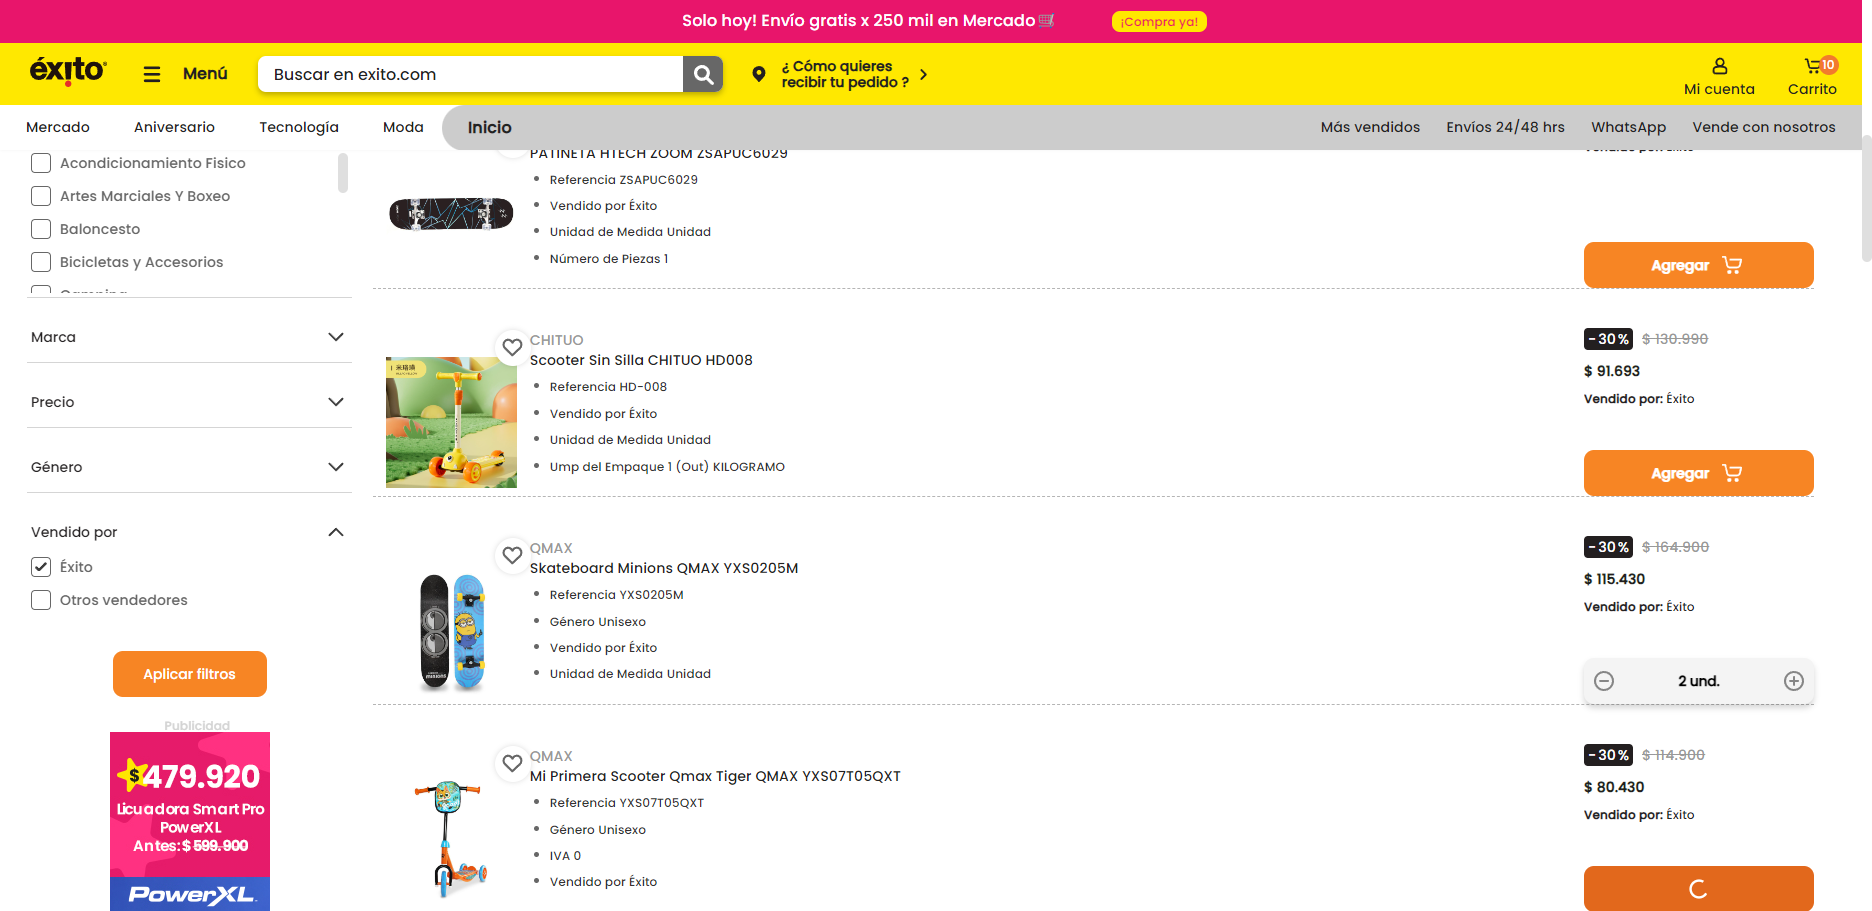 Solo hoy! Envío gratis x 250 mil en Mercado
¡Compra ya!
éxito
Menú
Buscar en exito.com
¿ Cómo quieres
recibir tu pedido ?
Mi cuenta
10
Carrito
Mercado
Aniversario
Tecnología
Moda
Inicio
Más vendidos
Envíos 24/48 hrs
WhatsApp
Vende con nosotros
Acondicionamiento Fisico
Artes Marciales Y Boxeo
Baloncesto
Bicicletas y Accesorios
Camping
Marca
Precio
Género
Vendido por
Éxito
Otros vendedores
Aplicar filtros
Publicidad
$479.920
Licuadora Smart Pro
PowerXL
Antes: $ 599.900
PowerXL
PATINETA HTECH ZOOM ZSAPUC6029
Referencia ZSAPUC6029
Vendido por Éxito
Unidad de Medida Unidad
Número de Piezas 1
Vendido por: Éxito
Agregar
CHITUO
Scooter Sin Silla CHITUO HD008
Referencia HD-008
Vendido por Éxito
Unidad de Medida Unidad
Ump del Empaque 1 (Out) KILOGRAMO
-30%
$ 130.990
$ 91.693
Vendido por: Éxito
Agregar
QMAX
Skateboard Minions QMAX YXS0205M
Referencia YXS0205M
Género Unisexo
Vendido por Éxito
Unidad de Medida Unidad
MINIONS
-30%
$ 164.900
$ 115.430
Vendido por: Éxito
2 und.
QMAX
Mi Primera Scooter Qmax Tiger QMAX YXS07T05QXT
Referencia YXS07T05QXT
Género Unisexo
IVA 0
Vendido por Éxito
-30%
$ 114.900
$ 80.430
Vendido por: Éxito